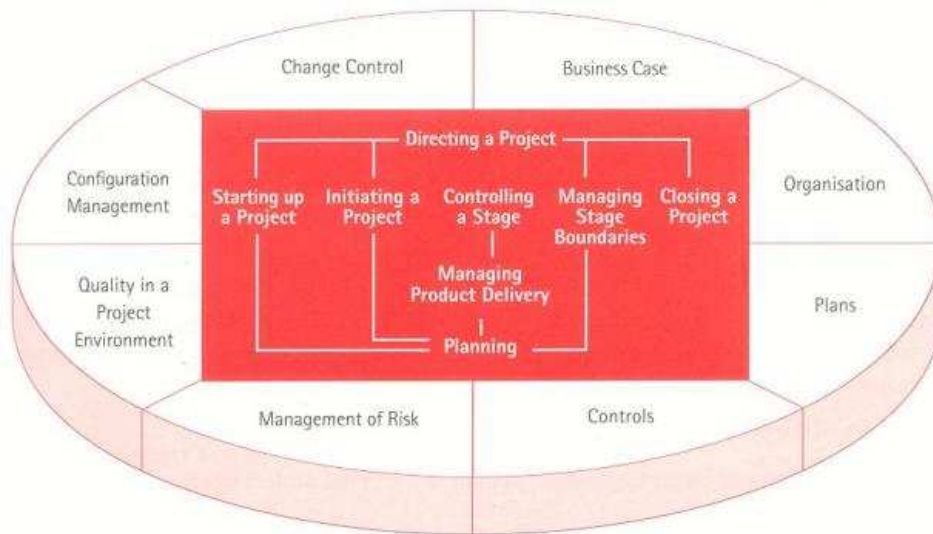 Change Control
Business Case
Directing a Project
Configuration
Management
Starting up
a Project
Initiating a
Project
Controlling
a Stage
Managing
Stage
Boundaries
Closing a
Project
Organisation
Quality in a
Project
Environment
Managing
Product Delivery
Plans
Planning
Management of Risk
Controls